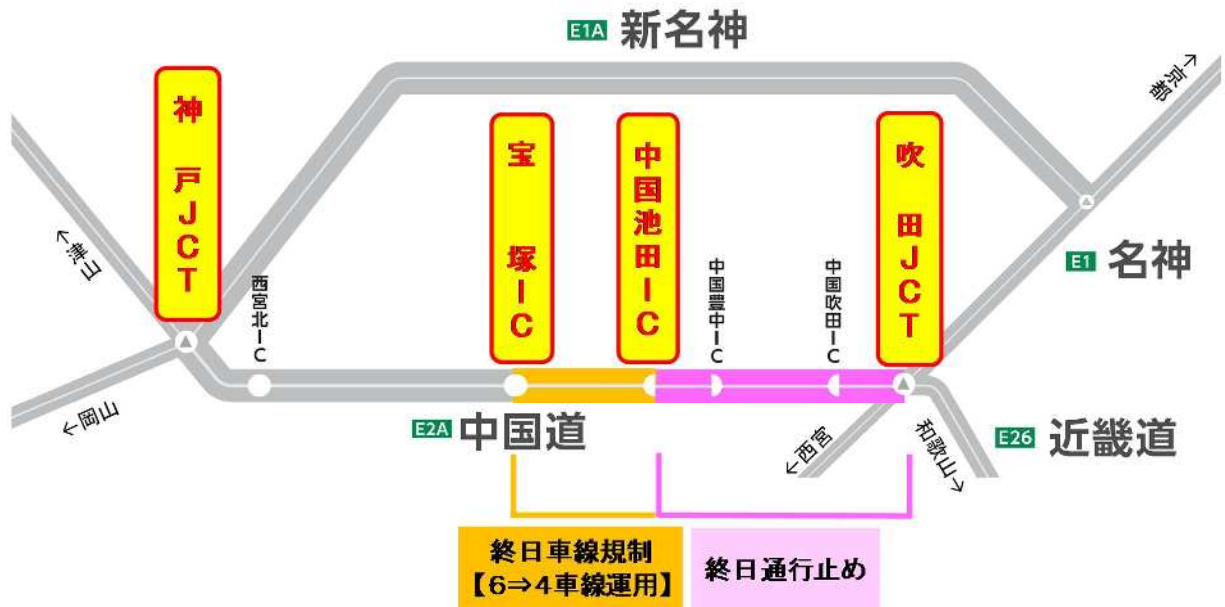 E1A 新名神
神戸JCT
宝塚IC
中国池田IC
吹田JCT
←京都
E1 名神
←津山
西宮北IC
中国豊中IC
中国吹田IC
←岡山
E2A 中国道
←西宮
和歌山→
E26 近畿道
終日車線規制
【6⇒4車線運用】
終日通行止め